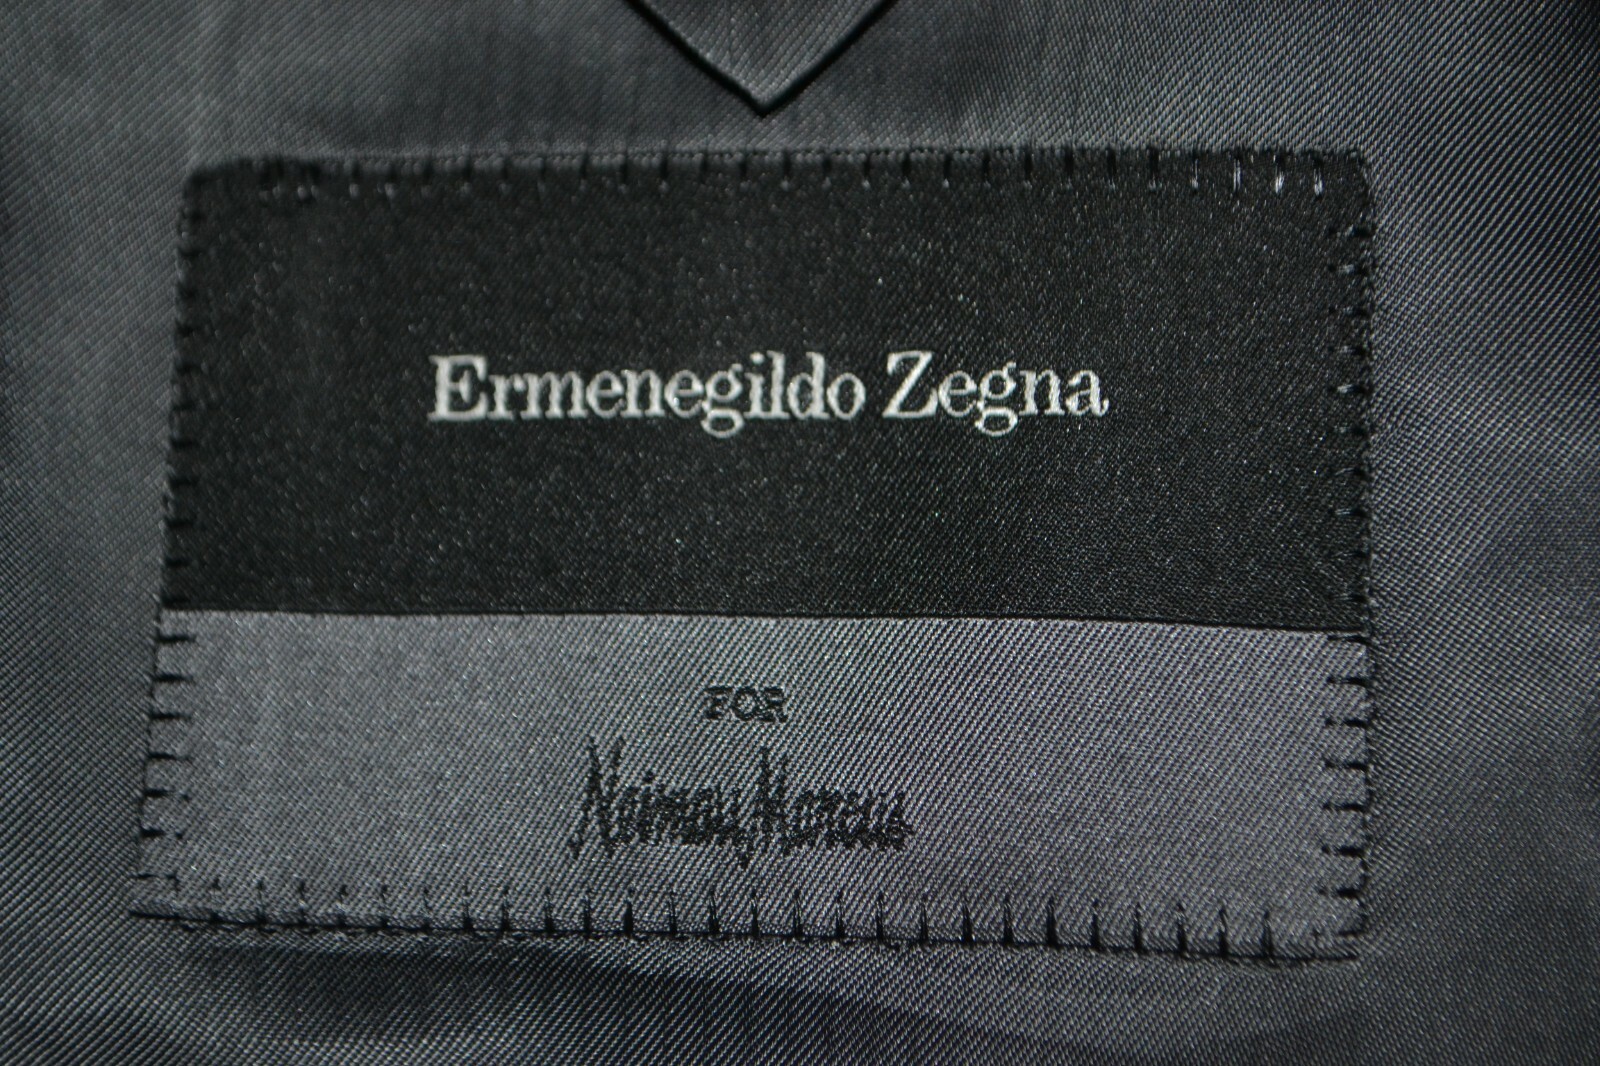 Ermenegildo Zegna
FOR
Neiman Marcus